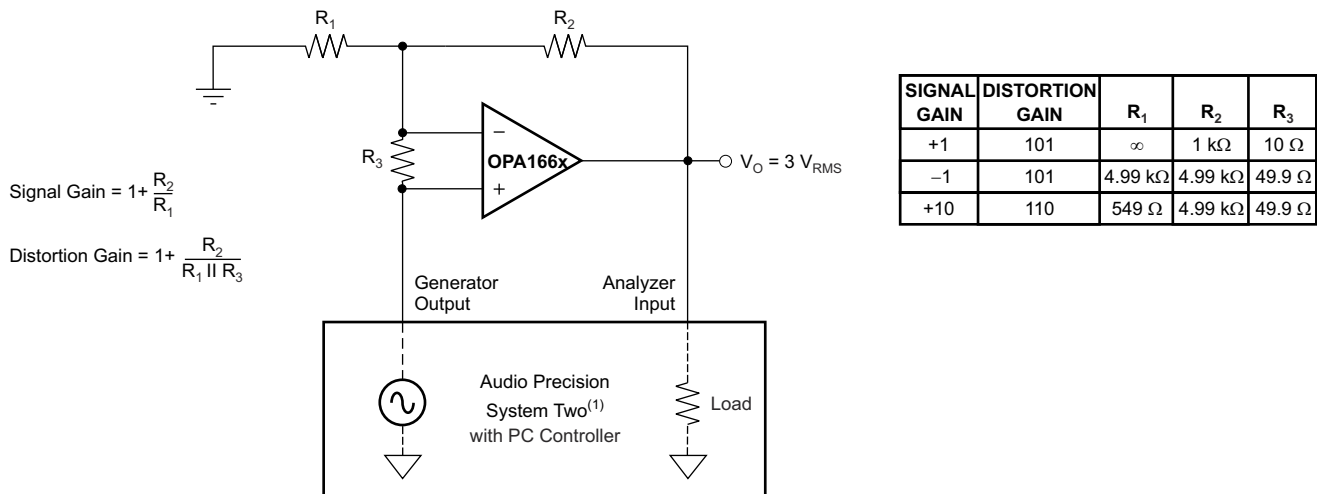 R1
R2
R3
−
+
OPA166x
VO = 3 VRMS
Signal Gain = 1+ R2
R1
Distortion Gain = 1+ R2
R1 II R3
Generator
Output
Analyzer
Input
Audio Precision
System Two(1)
with PC Controller
Load
SIGNAL GAIN DISTORTION GAIN R1 R2 R3
+1 101 ∞ 1 kΩ 10 Ω
−1 101 4.99 kΩ 4.99 kΩ 49.9 Ω
+10 110 549 Ω 4.99 kΩ 49.9 Ω